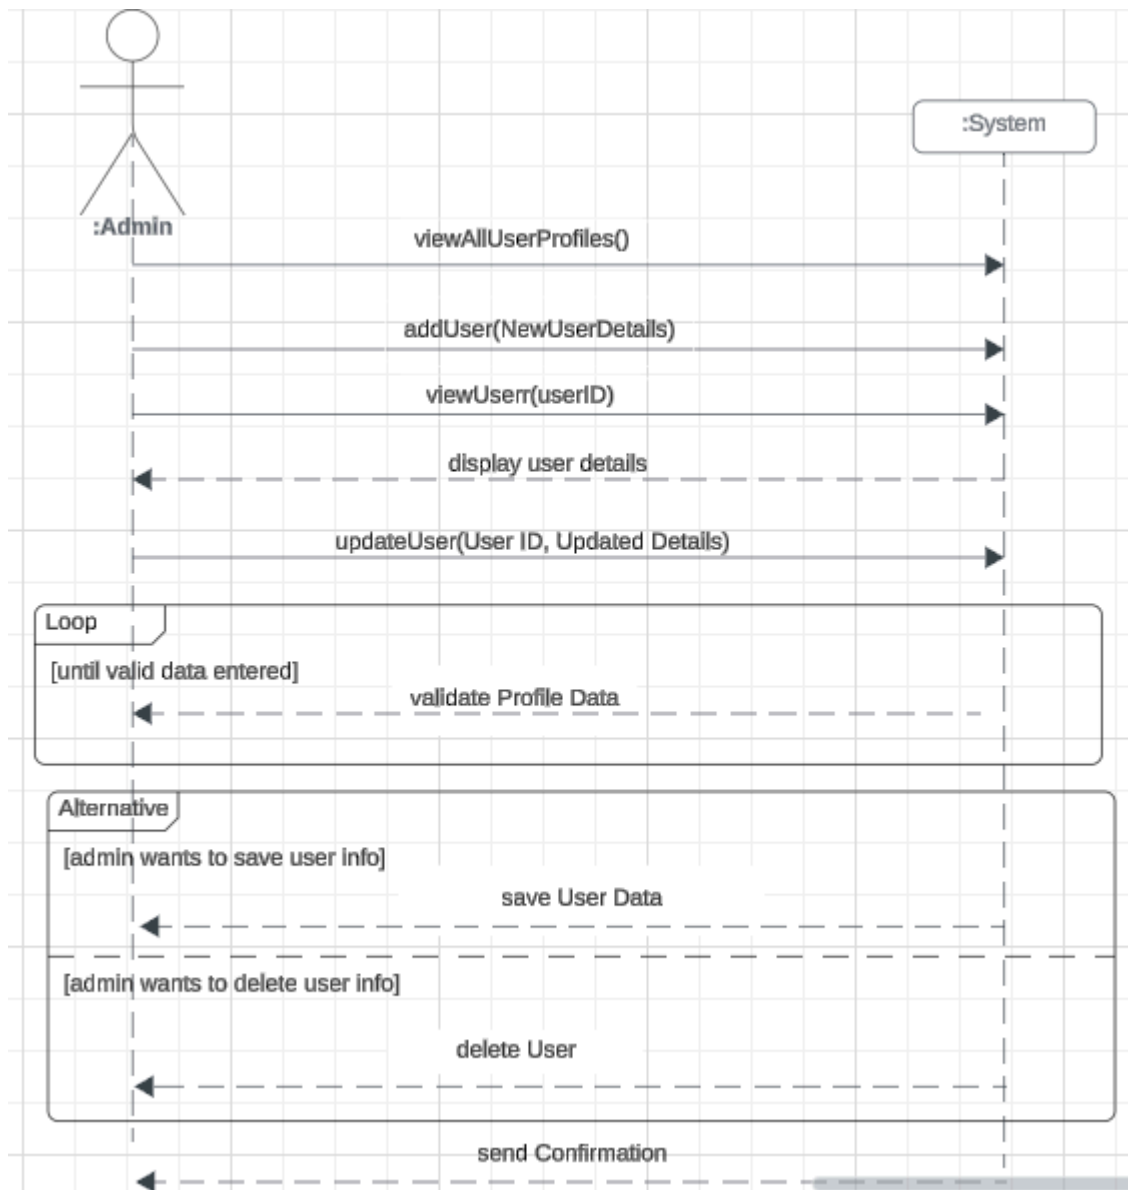 :System
:Admin
viewAllUserProfiles()
addUser(NewUserDetails)
viewUserr(userID)
display user details
updateUser(User ID, Updated Details)
Loop
[until valid data entered]
validate Profile Data
Alternative
[admin wants to save user info]
save User Data
[admin wants to delete user info]
delete User
send Confirmation